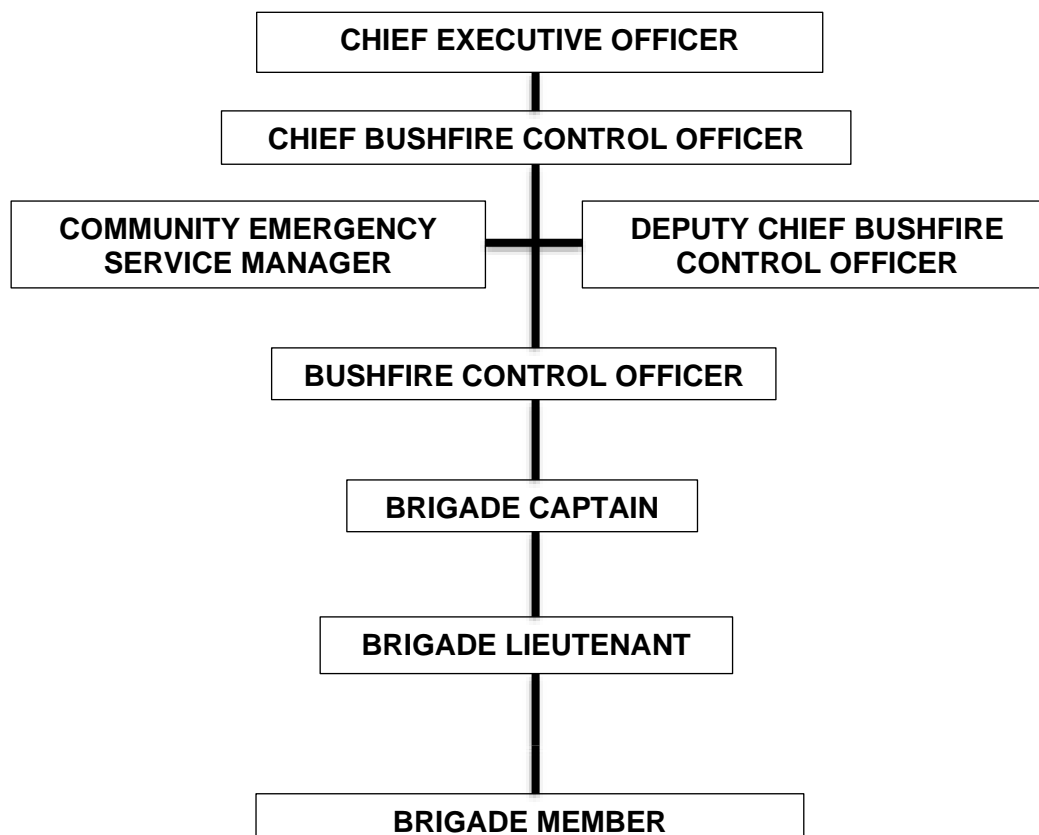 CHIEF EXECUTIVE OFFICER
CHIEF BUSHFIRE CONTROL OFFICER
COMMUNITY EMERGENCY
SERVICE MANAGER
DEPUTY CHIEF BUSHFIRE
CONTROL OFFICER
BUSHFIRE CONTROL OFFICER
BRIGADE CAPTAIN
BRIGADE LIEUTENANT
BRIGADE MEMBER